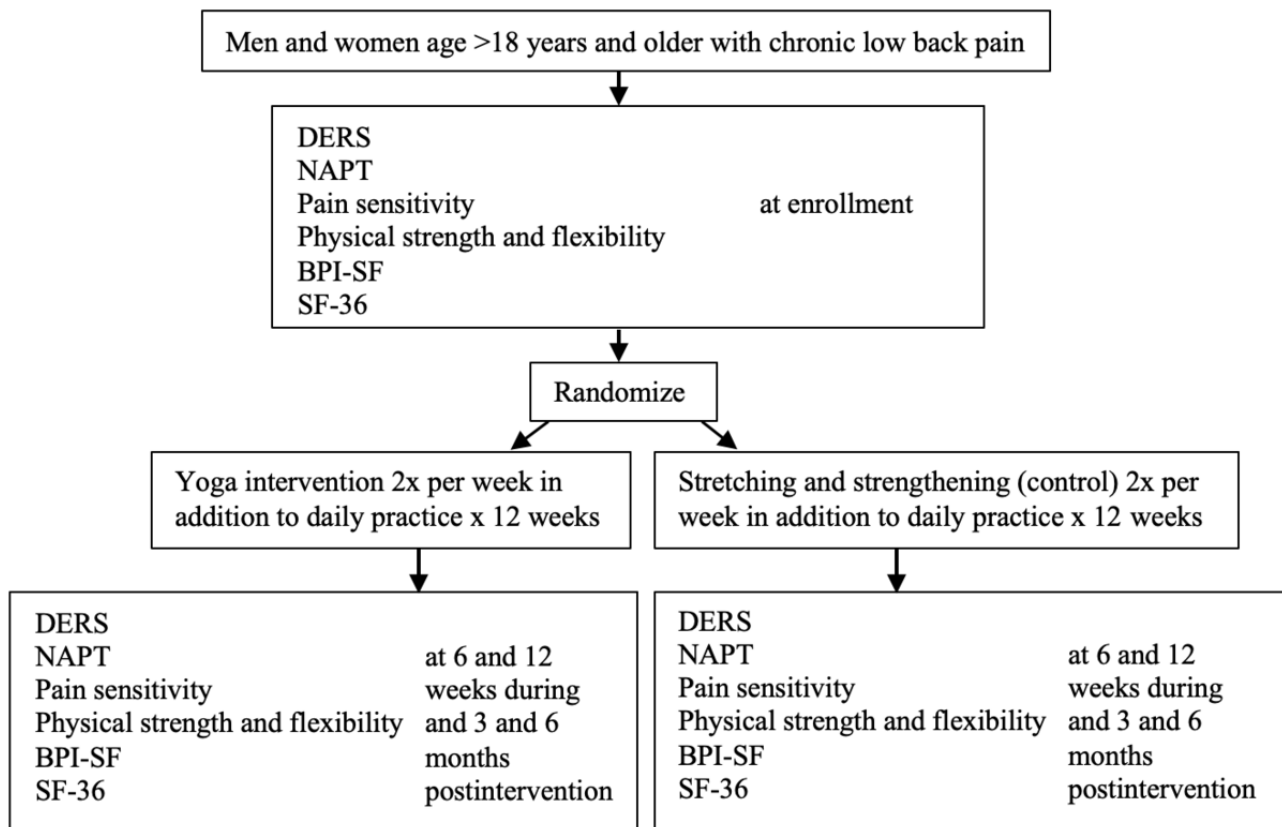 Men and women age >18 years and older with chronic low back pain
DERS
NAPT
Pain sensitivity at enrollment
Physical strength and flexibility
BPI-SF
SF-36
Randomize
Yoga intervention 2x per week in
addition to daily practice x 12 weeks
Stretching and strengthening (control) 2x per
week in addition to daily practice x 12 weeks
DERS
NAPT at 6 and 12
Pain sensitivity weeks during
Physical strength and flexibility and 3 and 6
BPI-SF months
SF-36 postintervention
DERS
NAPT at 6 and 12
Pain sensitivity weeks during
Physical strength and flexibility and 3 and 6
BPI-SF months
SF-36 postintervention